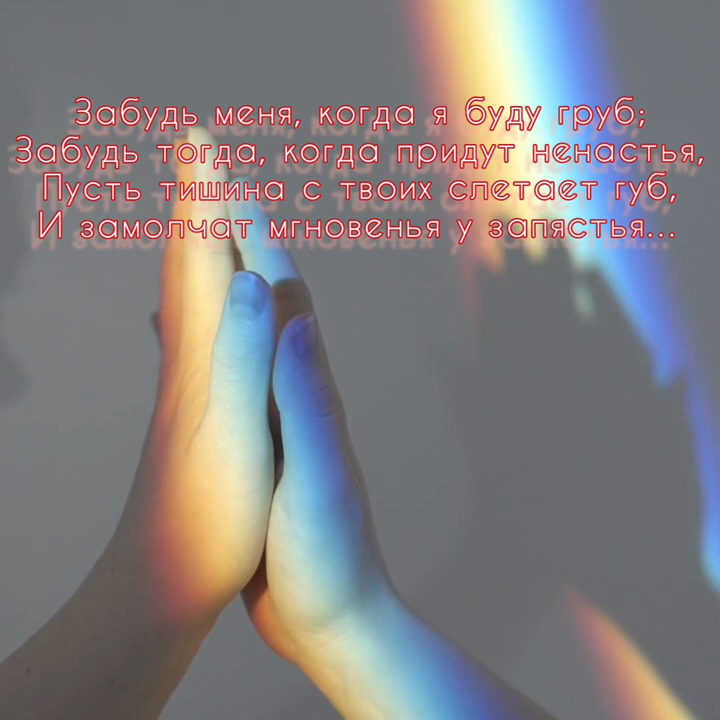 Забудь меня, когда я буду груб;
Забудь тогда, когда придут ненастья,
Пусть тишина с твоих слетает губ,
И замолчат мгновенья у запястья...